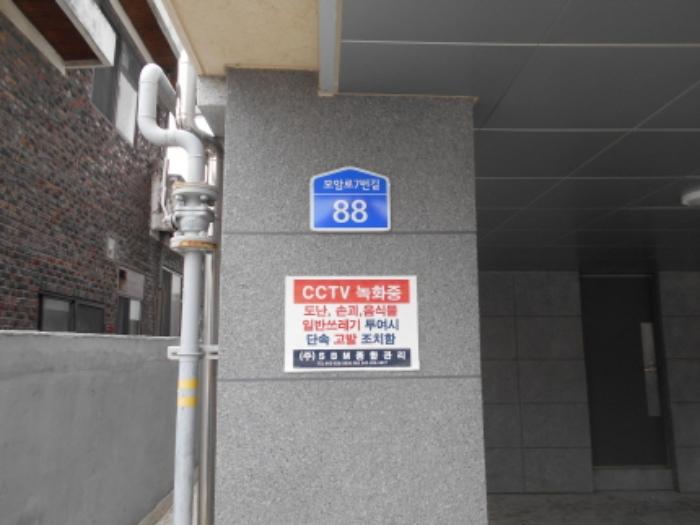 모암로7번길
88
CCTV 녹화중
도난, 손괴,음식물
일반쓰레기 투여시
단속 고발 조치함
(주)SBM종합관리